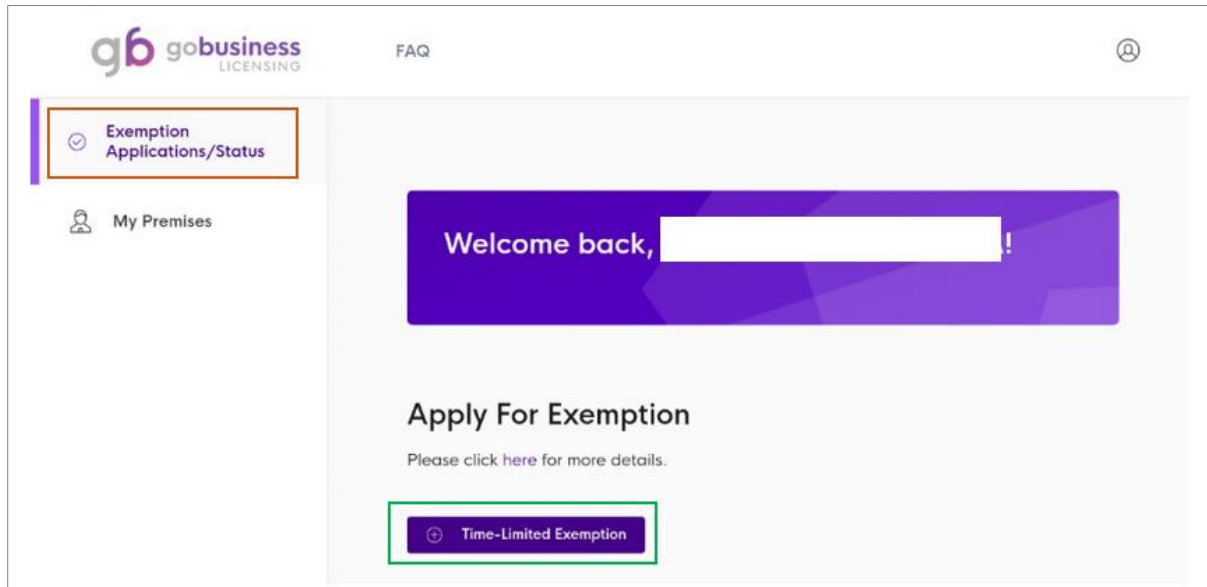 gb gobusiness
LICENSING
FAQ
Exemption
Applications/Status
My Premises
Welcome back, !
Apply For Exemption
Please click here for more details.
Time-Limited Exemption